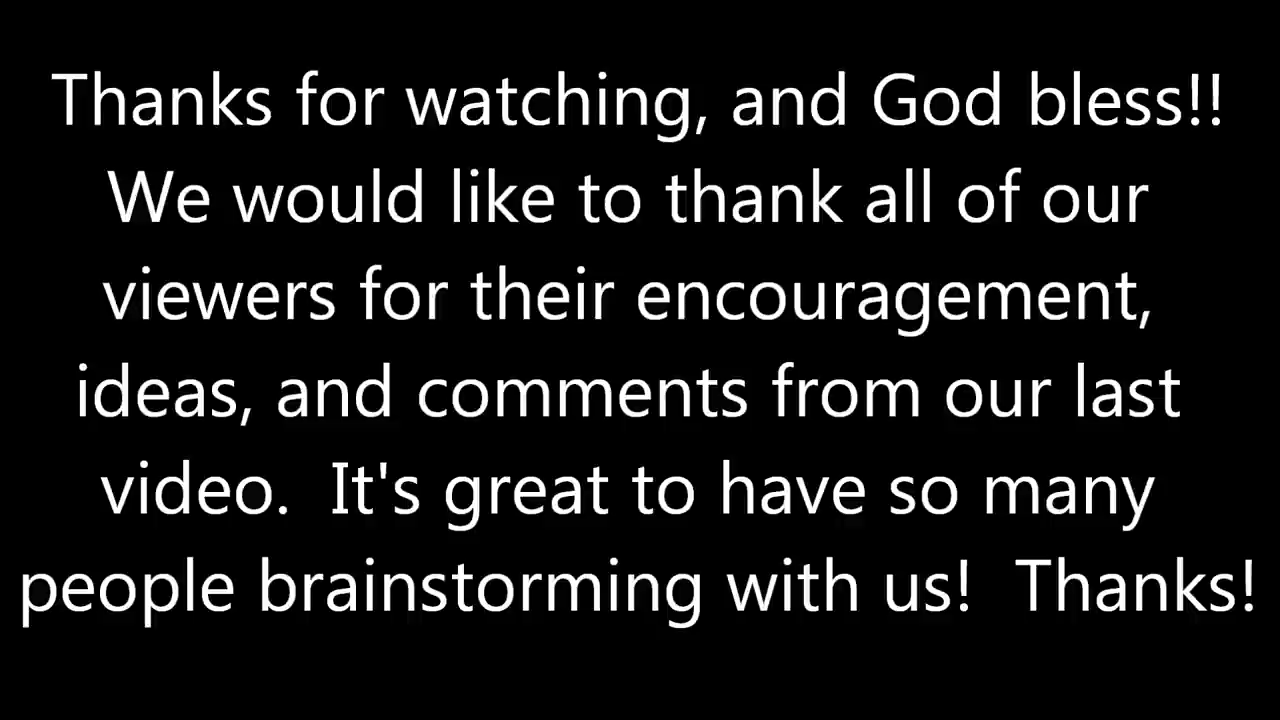 Thanks for watching, and God bless!!
We would like to thank all of our
viewers for their encouragement,
ideas, and comments from our last
video.  It's great to have so many
people brainstorming with us!  Thanks!